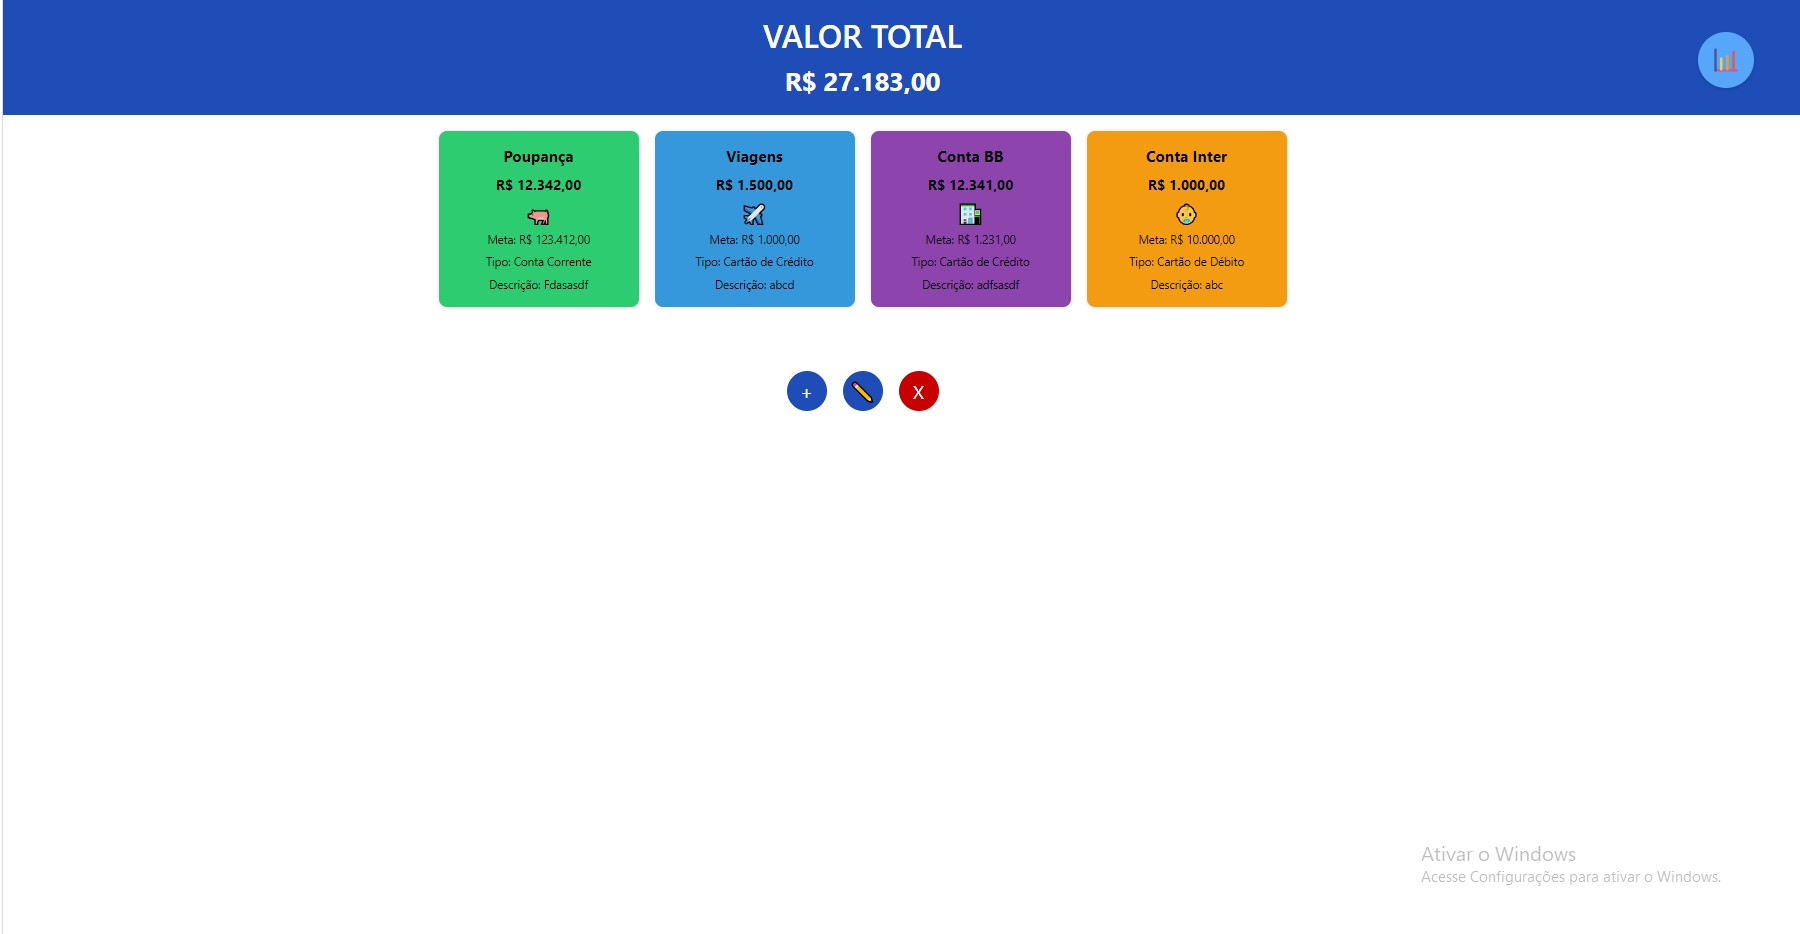 VALOR TOTAL
R$ 27.183,00
Poupança
R$ 12.342,00
Meta: R$ 123.412,00
Tipo: Conta Corrente
Descrição: Fdasasdf
Viagens
R$ 1.500,00
Meta: R$ 1.000,00
Tipo: Cartão de Crédito
Descrição: abcd
Conta BB
R$ 12.341,00
Meta: R$ 1.231,00
Tipo: Cartão de Crédito
Descrição: adfsasdf
Conta Inter
R$ 1.000,00
Meta: R$ 10.000,00
Tipo: Cartão de Débito
Descrição: abc
+
X
Ativar o Windows
Acesse Configurações para ativar o Windows.